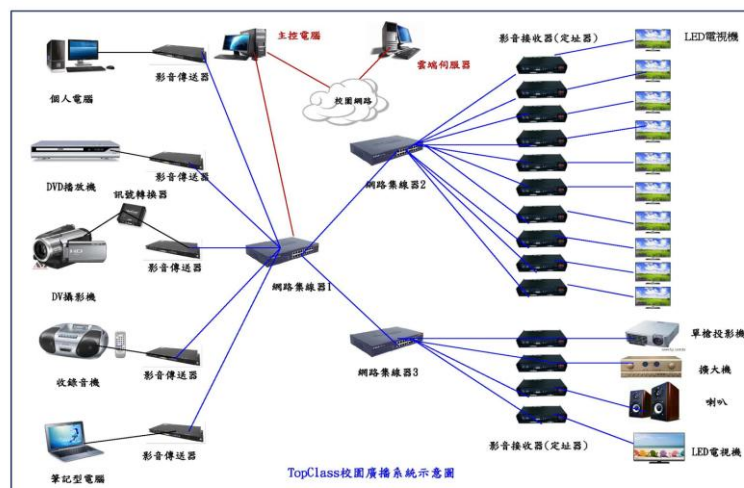 主控電腦
影音接收器(定址器)
LED電視機
影音傳送器
雲端伺服器
個人電腦
校園網路
影音傳送器
DVD播放機
訊號轉換器
網路集線器2
影音傳送器
網路集線器1
DV攝影機
單槍投影機
影音傳送器
網路集線器3
擴大機
收錄音機
喇叭
影音傳送器
影音接收器(定址器)
LED電視機
筆記型電腦
TopClass校園廣播系統示意圖